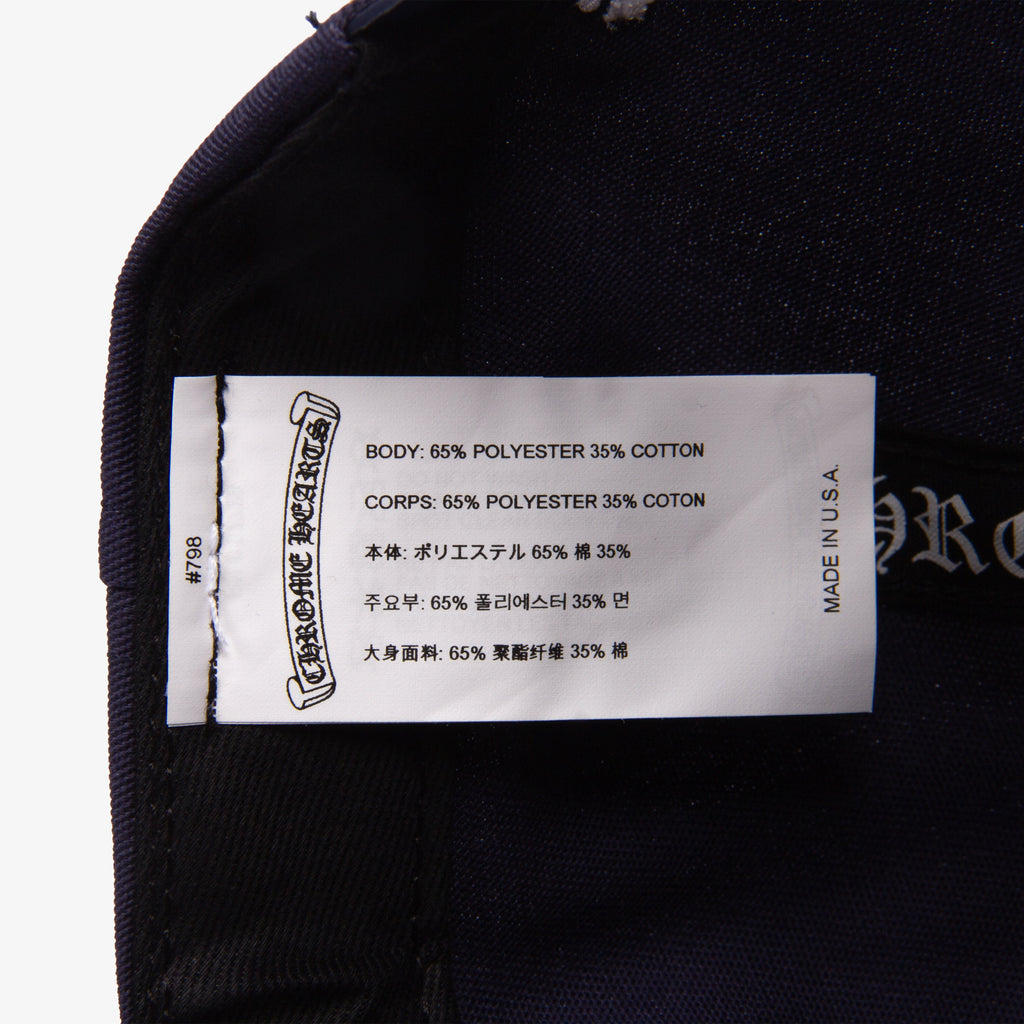 #798
CHROME HEARTS
BODY: 65% POLYESTER 35% COTTON
CORPS: 65% POLYESTER 35% COTON
本体: ポリエステル 65% 棉 35%
주요부: 65% 폴리에스터 35% 면
大身面料: 65% 聚酯纤维 35% 棉
MADE IN U.S.A.